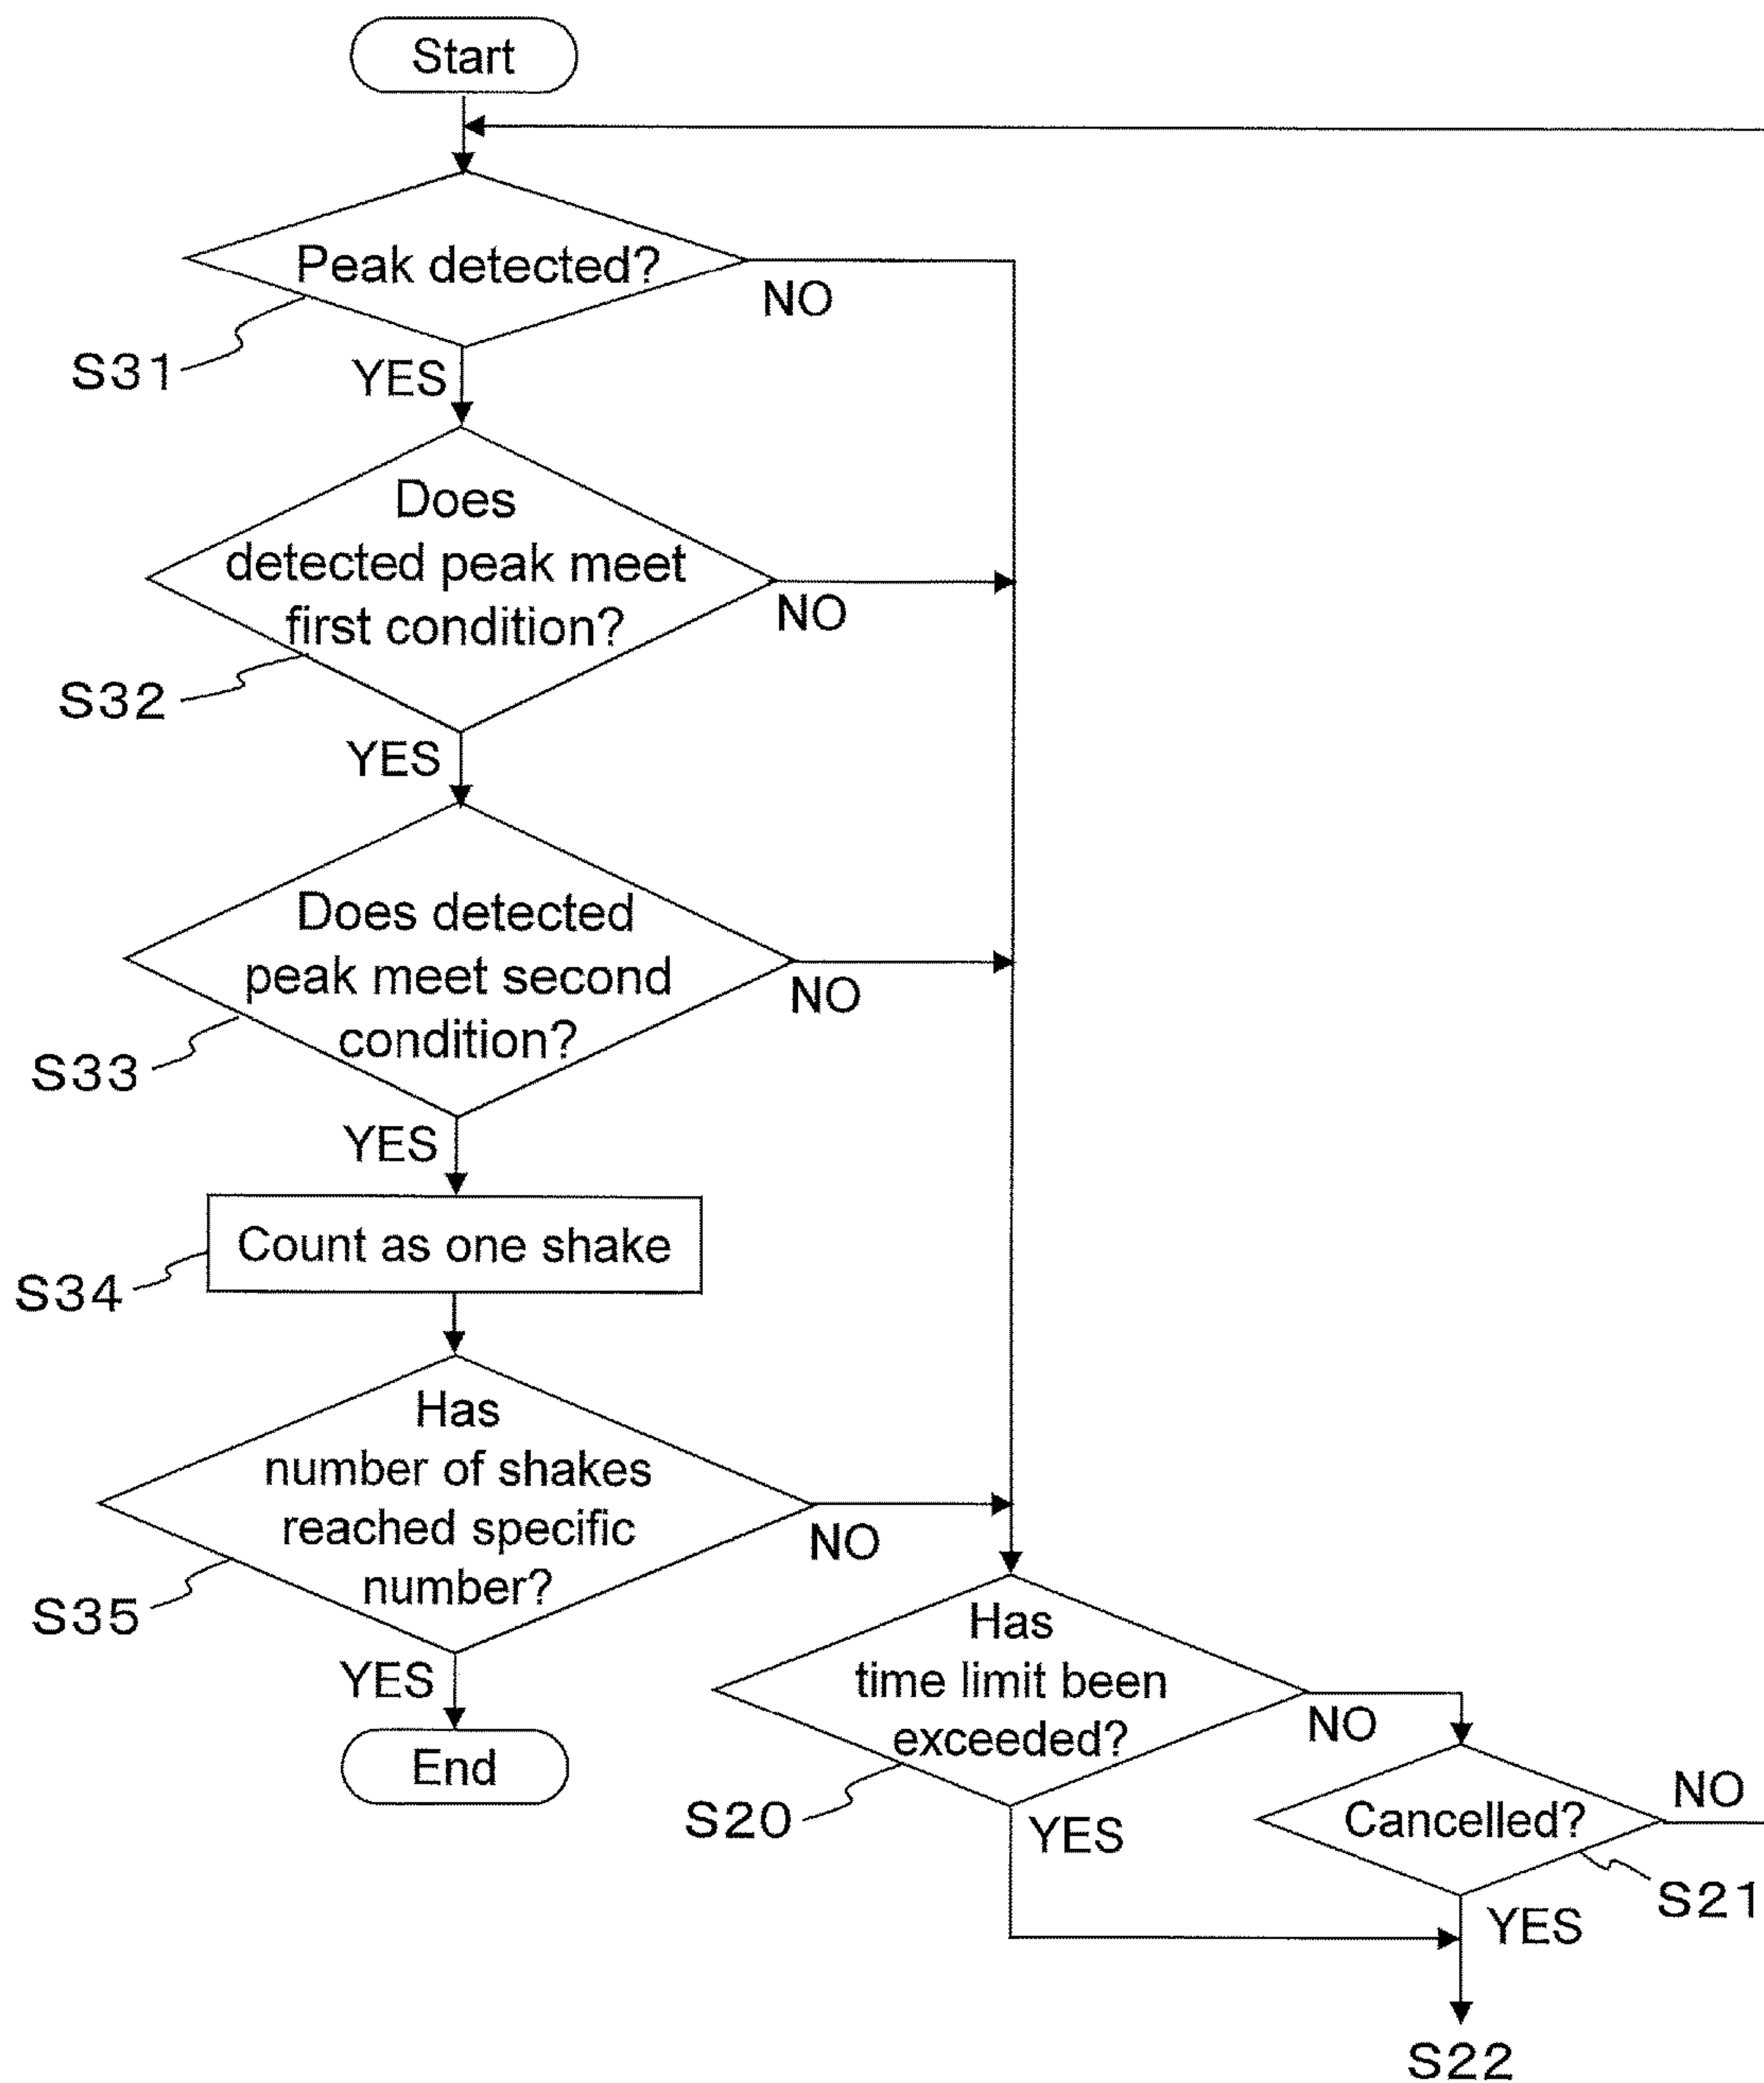 Start
Peak detected?
NO
S31
YES
Does
detected peak meet
first condition?
NO
S32
YES
Does detected
peak meet second
condition?
NO
S33
YES
Count as one shake
S34
Has
number of shakes
reached specific
number?
NO
S35
YES
End
Has
time limit been
exceeded?
NO
S20
YES
Cancelled?
NO
S21
YES
S22